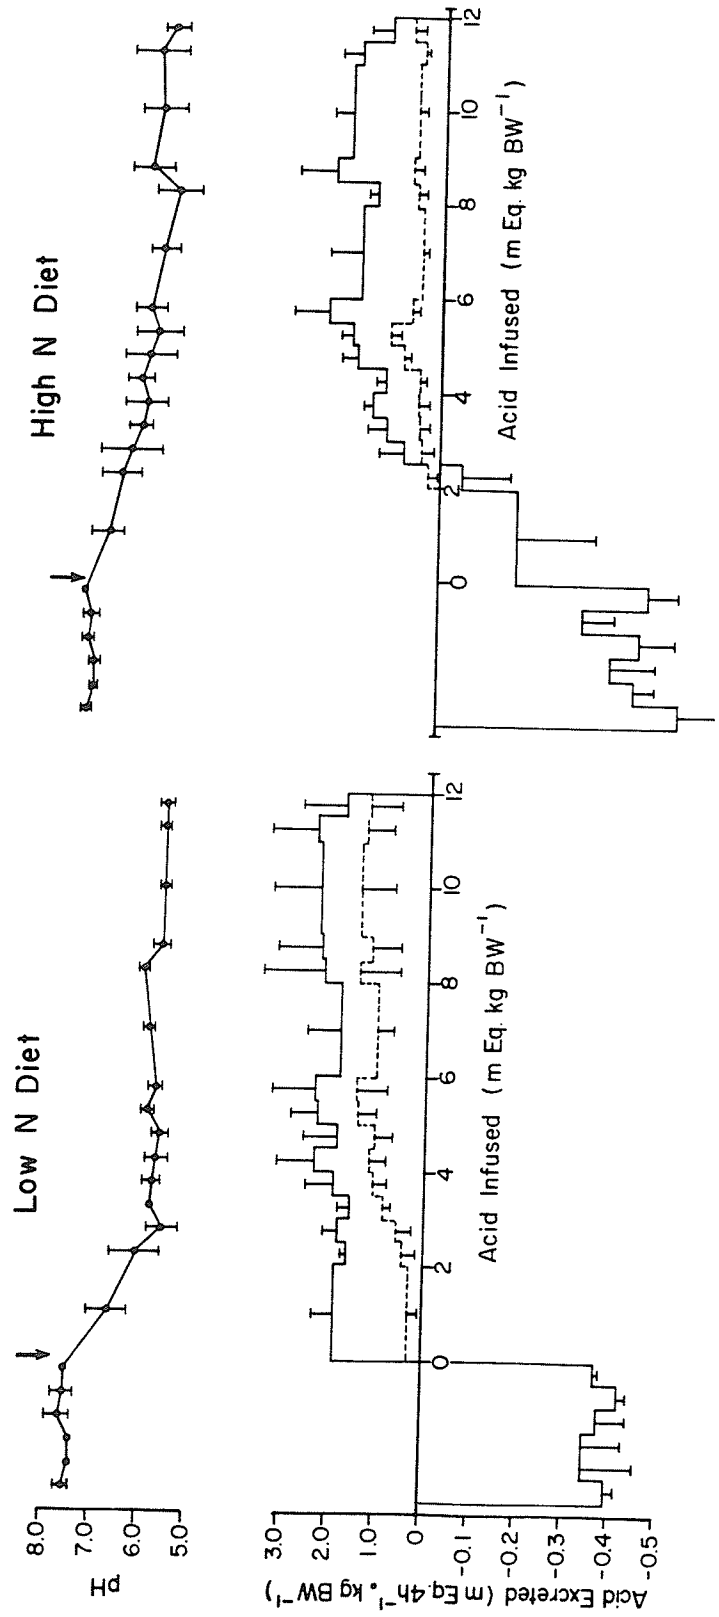 Low N Diet
High N Diet
pH
8.0
7.0
6.0
5.0
Acid Excreted (m Eq. 4h⁻¹• kg BW⁻¹)
3.0
2.0
1.0
0
-0.1
-0.2
-0.3
-0.4
-0.5
0 2 4 6 8 10 12
Acid Infused (m Eq. kg BW⁻¹)
0 2 4 6 8 10 12
Acid Infused (m Eq. kg BW⁻¹)